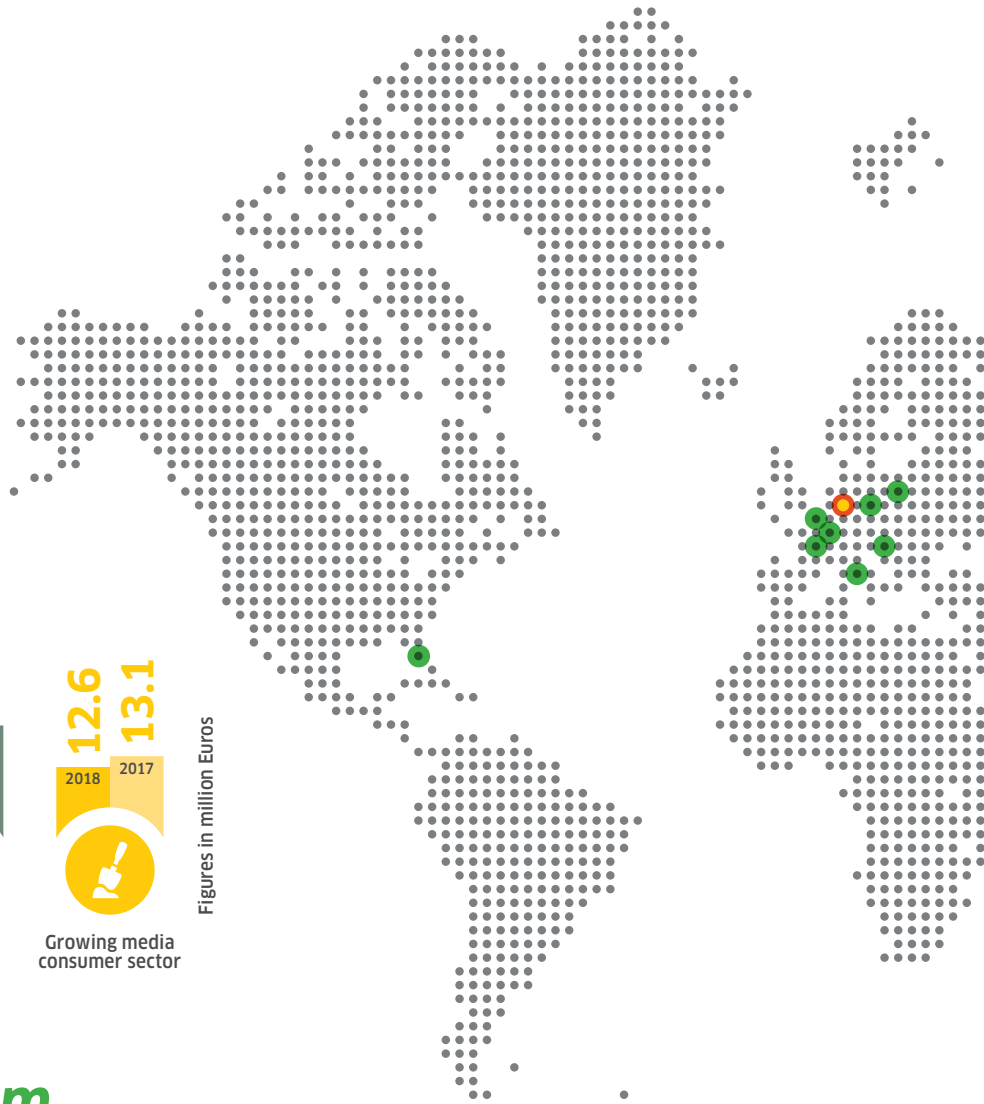 12.6
13.1
2018
2017
Figures in million Euros
Growing media
consumer sector
m